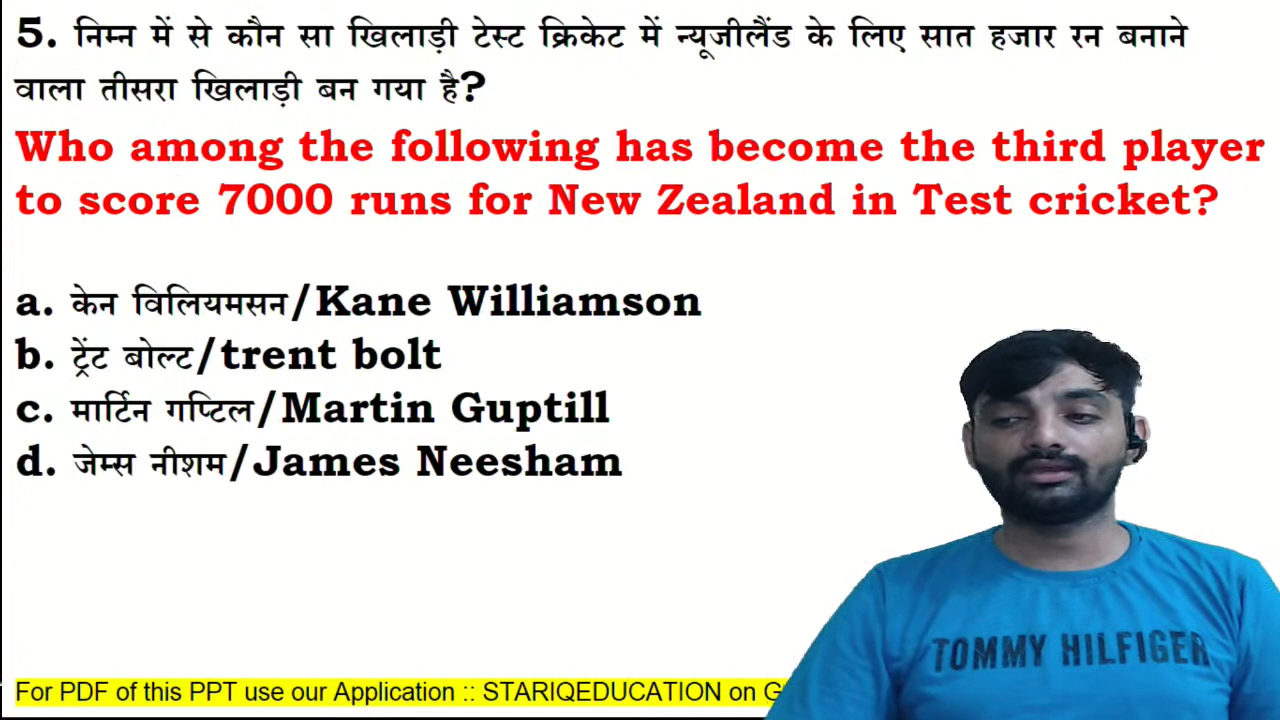 5. निम्न में से कौन सा खिलाड़ी टेस्ट क्रिकेट में न्यूजीलैंड के लिए सात हजार रन बनाने
वाला तीसरा खिलाड़ी बन गया है?
Who among the following has become the third player
to score 7000 runs for New Zealand in Test cricket?
a. केन विलियमसन/Kane Williamson
b. ट्रेंट बोल्ट/trent bolt
c. मार्टिन गप्टिल/Martin Guptill
d. जेम्स नीशम/James Neesham
TOMMY HILFIGER
For PDF of this PPT use our Application :: STARIQEDUCATION on G